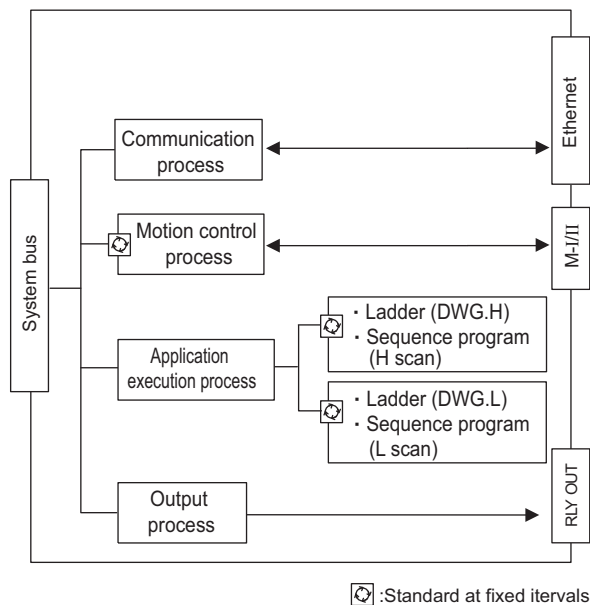 System bus
Communication
process
Ethernet
Motion control
process
M-I/II
Application
execution process
・Ladder (DWG.H)
・Sequence program
(H scan)
・Ladder (DWG.L)
・Sequence program
(L scan)
Output
process
RLY OUT
:Standard at fixed itervals